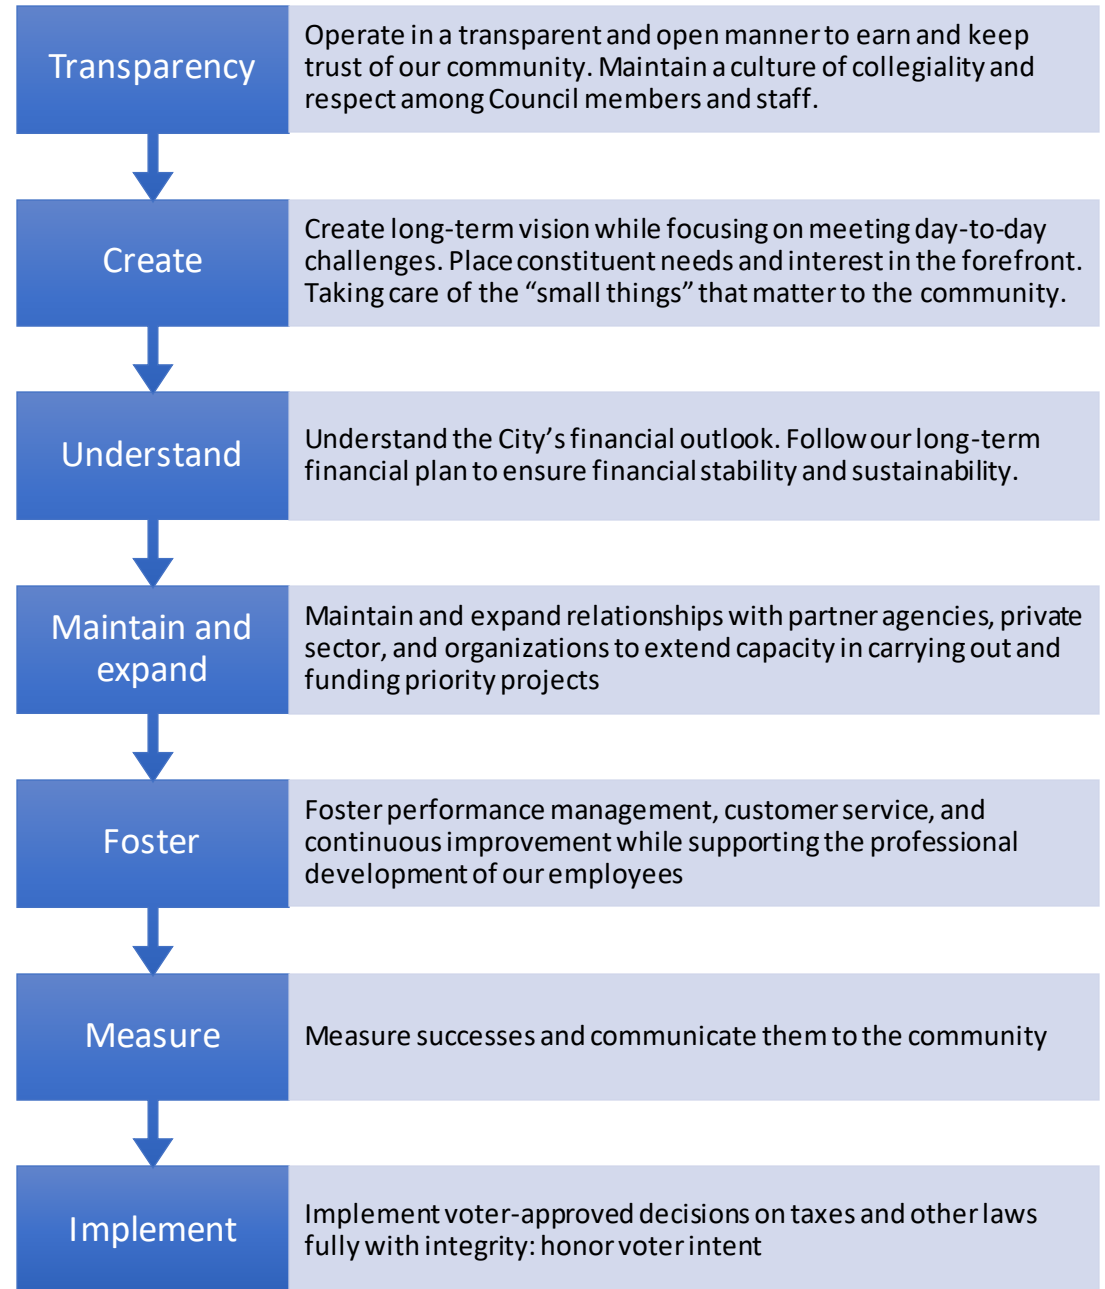 Transparency
Operate in a transparent and open manner to earn and keep
trust of our community. Maintain a culture of collegiality and
respect among Council members and staff.
Create
Create long-term vision while focusing on meeting day-to-day
challenges. Place constituent needs and interest in the forefront.
Taking care of the “small things” that matter to the community.
Understand
Understand the City’s financial outlook. Follow our long-term
financial plan to ensure financial stability and sustainability.
Maintain and
expand
Maintain and expand relationships with partner agencies, private
sector, and organizations to extend capacity in carrying out and
funding priority projects
Foster
Foster performance management, customer service, and
continuous improvement while supporting the professional
development of our employees
Measure
Measure successes and communicate them to the community
Implement
Implement voter-approved decisions on taxes and other laws
fully with integrity: honor voter intent